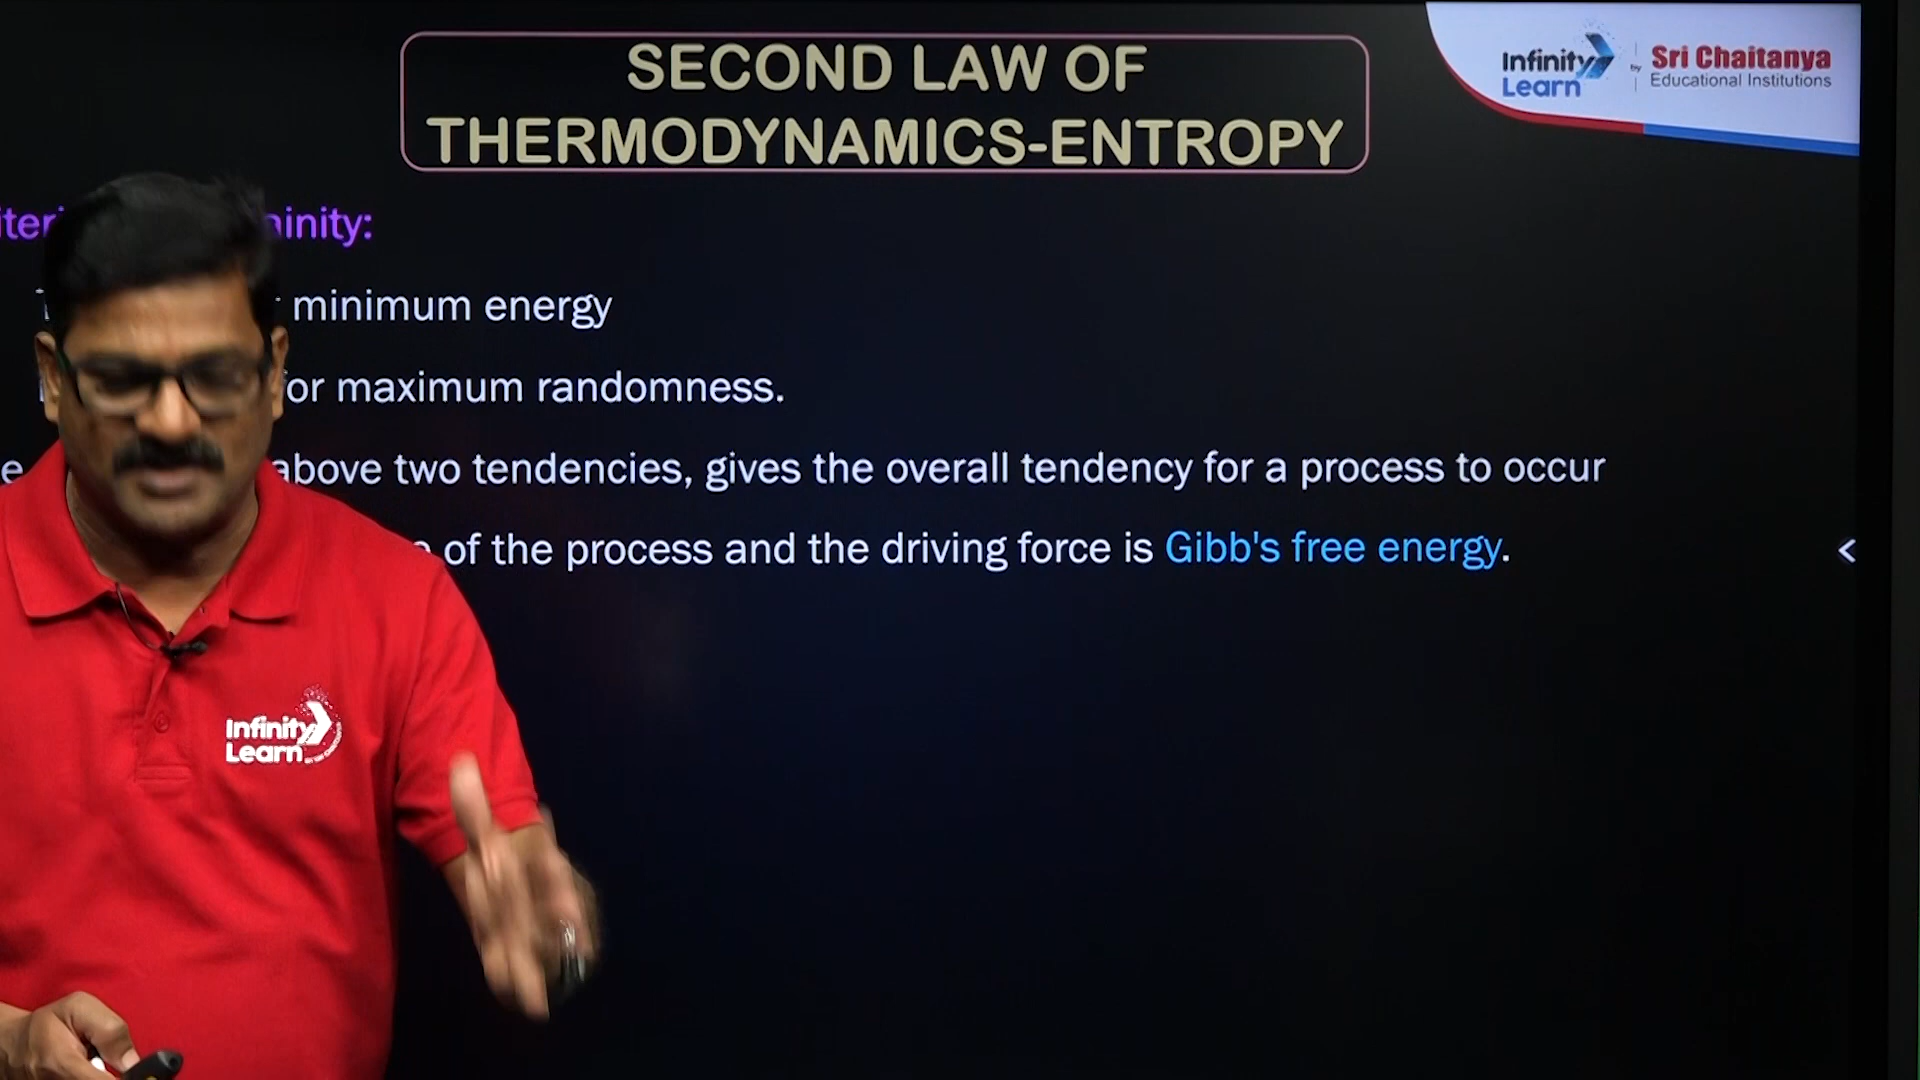 SECOND LAW OF
THERMODYNAMICS-ENTROPY
Infinity
Learn
by
Sri Chaitanya
Educational Institutions
minimum energy
for maximum randomness.
above two tendencies, gives the overall tendency for a process to occur
of the process and the driving force is Gibb's free energy.
<
Infinity
Learn